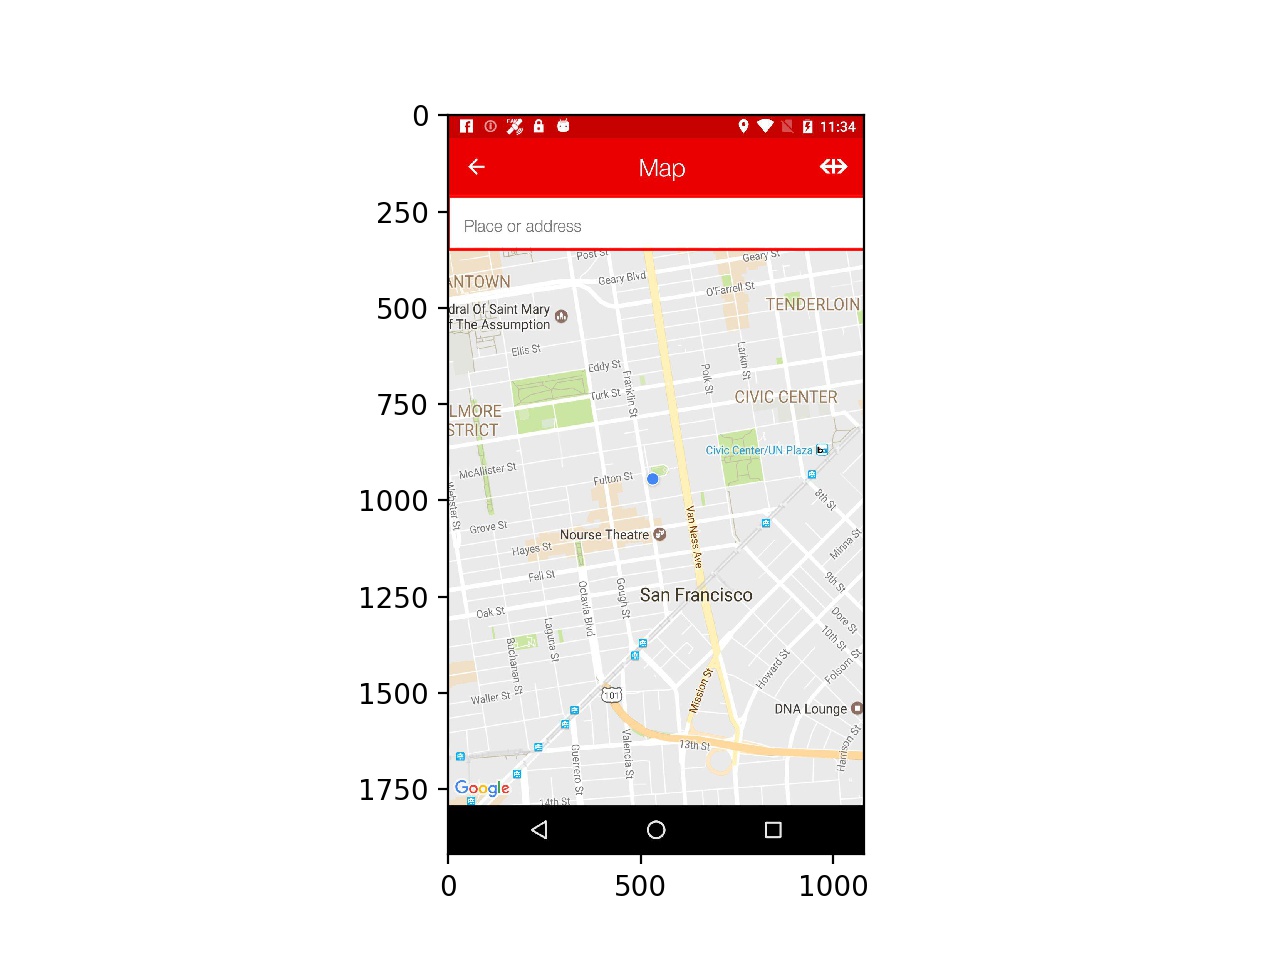 0
11:34
Map
250
Place or address
Post St
Geary St
ANTOWN
Geary Blvd
O'Farrell St
500
TENDERLOIN
dral Of Saint Mary
f The Assumption
Ellis St
Larkin St
Eddy St
Franklin St
Polk St
Turk St
750
CIVIC CENTER
LMORE
STRICT
Civic Center/UN Plaza
McAllister St
Fulton St
Webster St
1000
8th St
Grove St
Van Ness Ave
Nourse Theatre
Minna St
Hayes St
Fell St
9th St
1250
Octavia Blvd
Gough St
San Francisco
Oak St
Dore St
Laguna St
10th St
Buchanan St
Howard St
Folsom St
1500
Waller St
101
Mission St
DNA Lounge
13th St
Harrison St
Valencia St
Guerrero St
1750
Google
14th St
0
500
1000